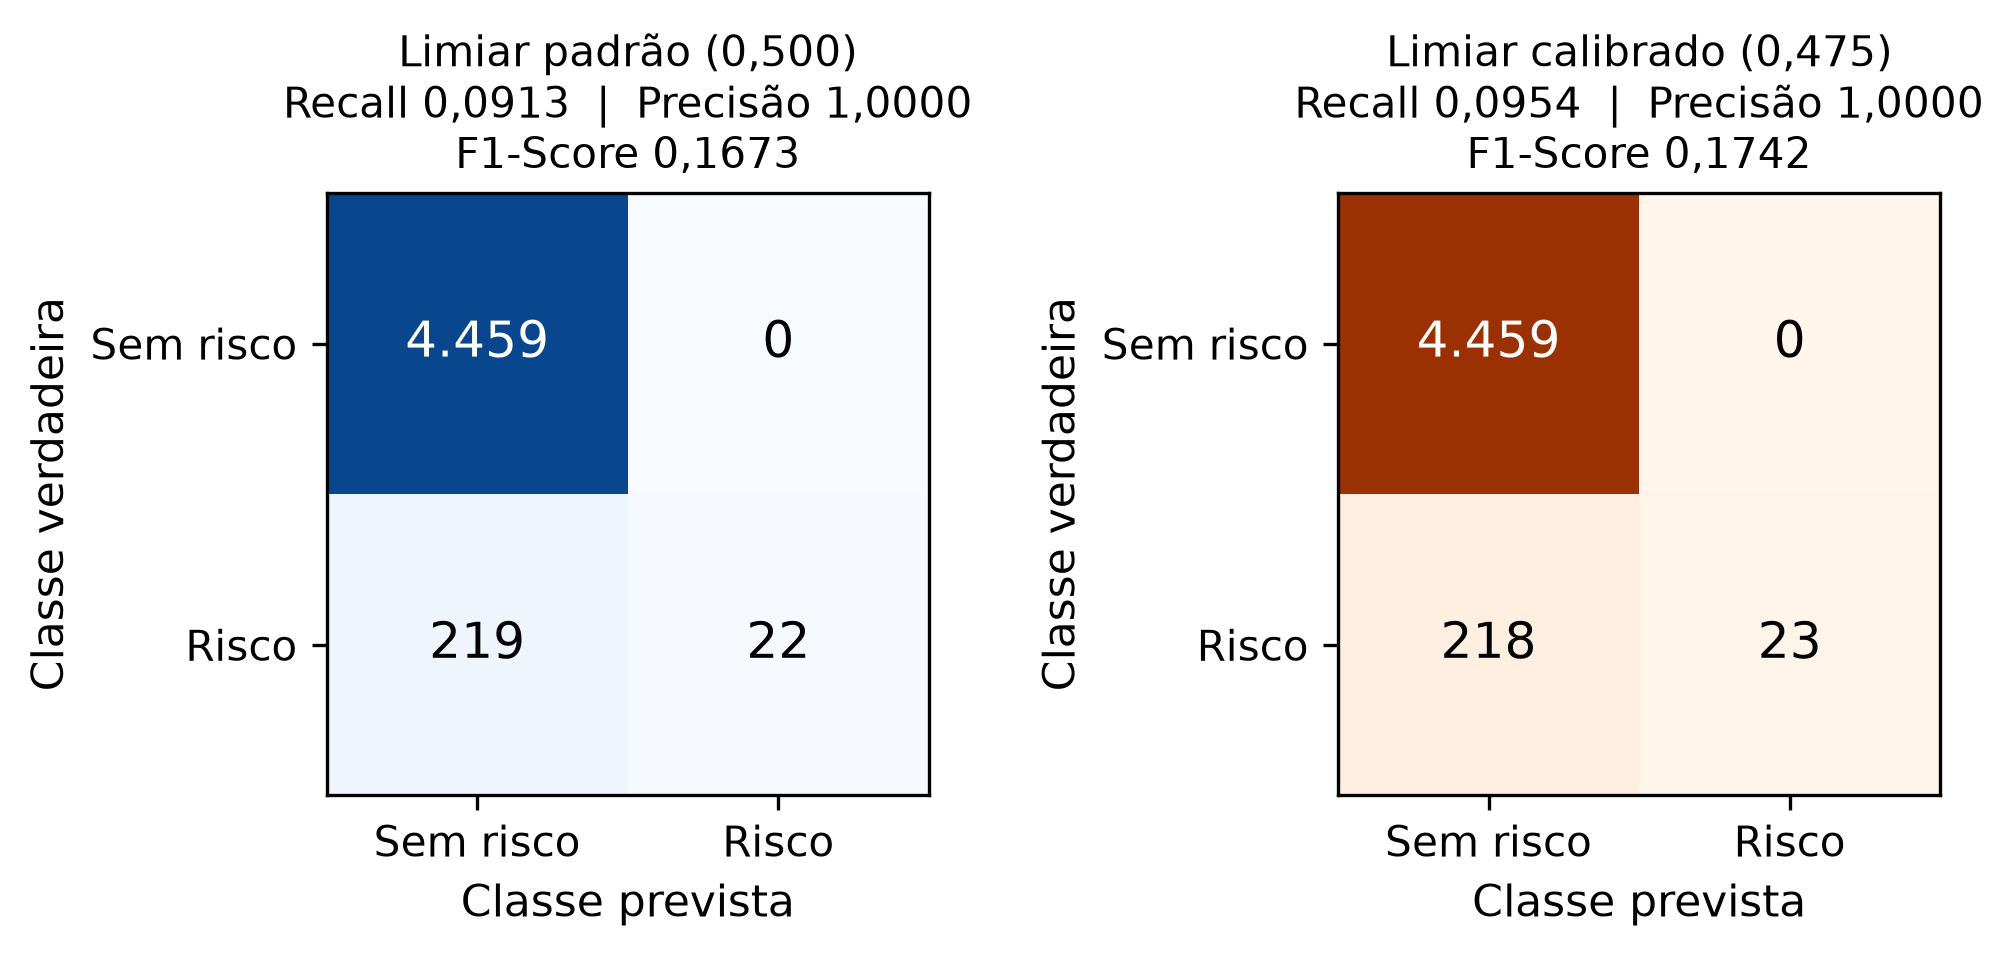 Limiar padrão (0,500)
Recall 0,0913 | Precisão 1,0000
F1-Score 0,1673
Classe verdadeira
Sem risco
4.459
0
Risco
219
22
Sem risco
Risco
Classe prevista
Limiar calibrado (0,475)
Recall 0,0954 | Precisão 1,0000
F1-Score 0,1742
Classe verdadeira
Sem risco
4.459
0
Risco
218
23
Sem risco
Risco
Classe prevista